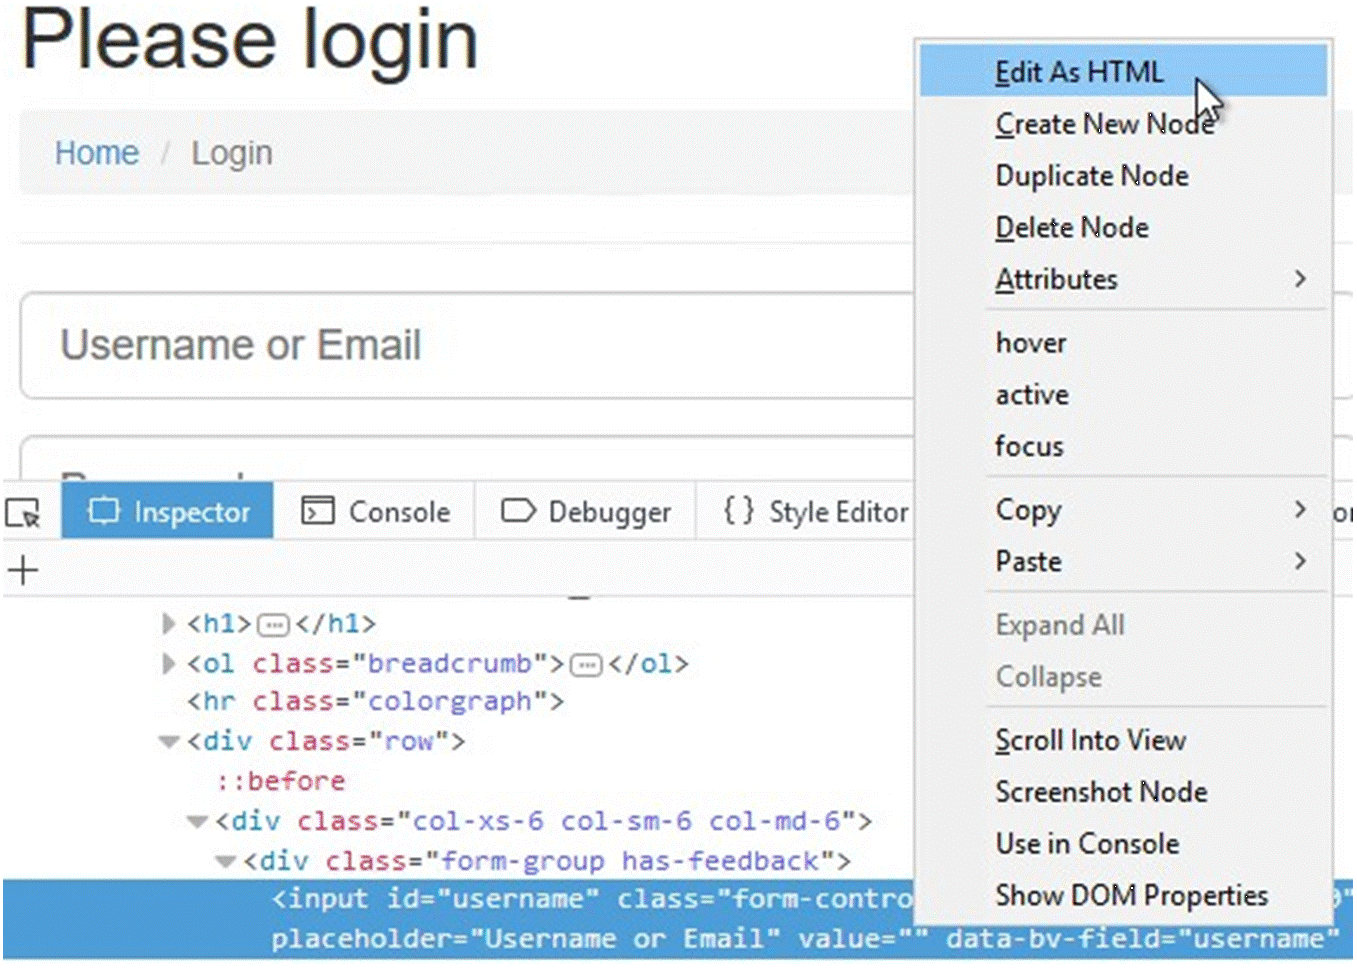 Please login
Home / Login
Username or Email
Edit As HTML
Create New Node
Duplicate Node
Delete Node
Attributes
hover
active
focus
Copy
Paste
Expand All
Collapse
Scroll Into View
Screenshot Node
Use in Console
Show DOM Properties
Inspector Console Debugger {} Style Editor
<h1></h1>
<ol class="breadcrumb"></ol>
<hr class="colorgraph">
<div class="row">
::before
<div class="col-xs-6 col-sm-6 col-md-6">
<div class="form-group has-feedback">
<input id="username" class="form-contro
placeholder="Username or Email" value="" data-bv-field="username"